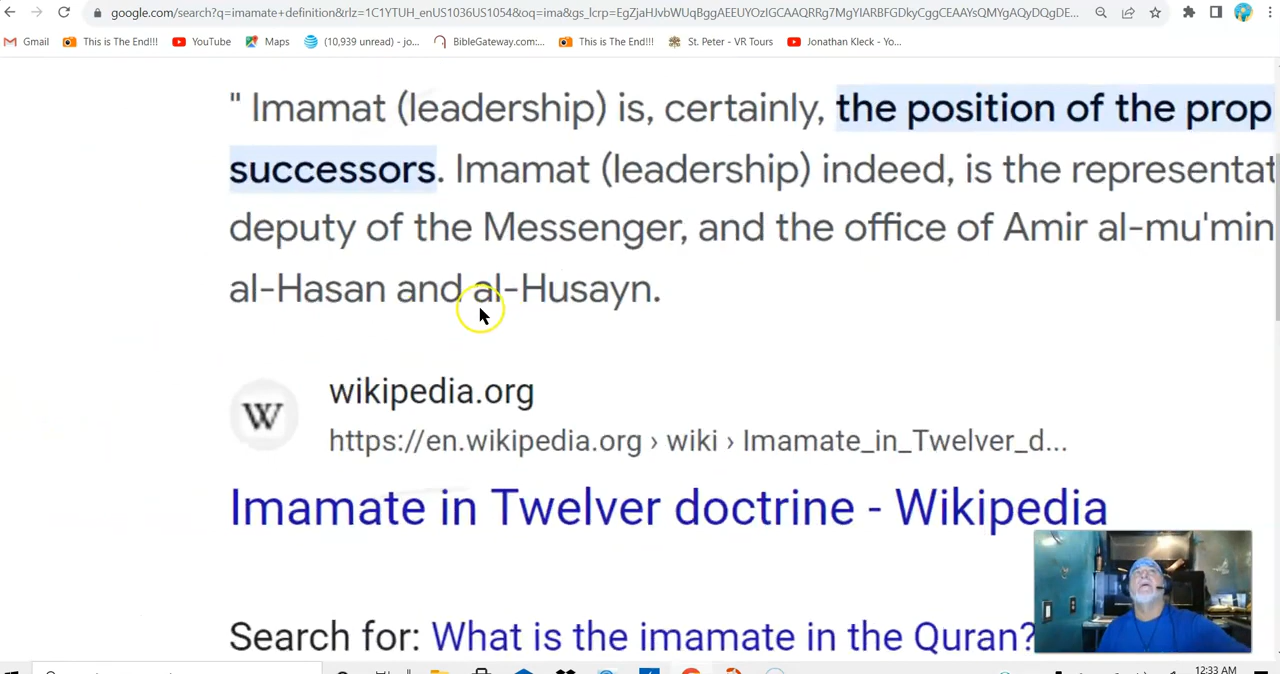 google.com/search?q=imamate+definition&rlz=1C1YTUH_enUS1036US1054&oq=ima&gs_lcrp=EgZjaHJvbWUqBggAEEUYOzIGCAAQRRg7MgYIARBFGDkyCggCEAAYsQMYgAQyDQgDE...
Gmail This is The End!!! YouTube Maps (10,939 unread) - jo... BibleGateway.com:... This is The End!!! St. Peter - VR Tours Jonathan Kleck - Yo...
" Imamat (leadership) is, certainly, the position of the prop
successors. Imamat (leadership) indeed, is the representat
deputy of the Messenger, and the office of Amir al-mu'min
al-Hasan and al-Husayn.
wikipedia.org
W
https://en.wikipedia.org › wiki › Imamate_in_Twelver_d...
Imamate in Twelver doctrine - Wikipedia
Search for: What is the imamate in the Quran?
12:33 AM